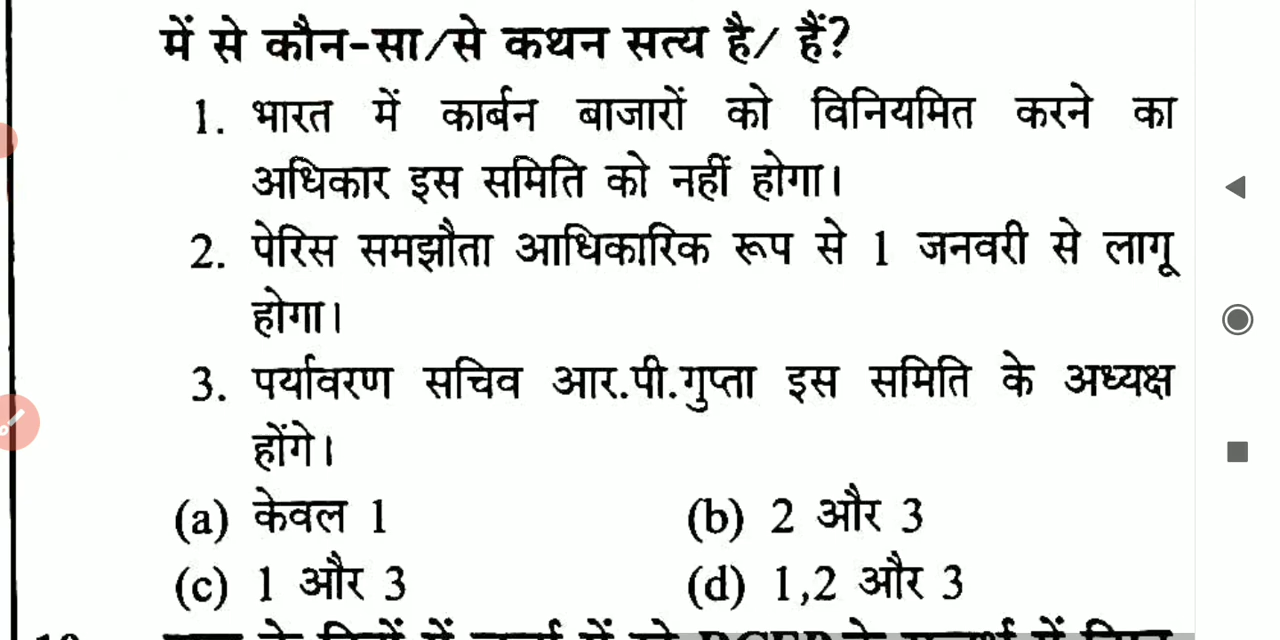 में से कौन-सा/से कथन सत्य है/ हैं?
1. भारत में कार्बन बाजारों को विनियमित करने का
अधिकार इस समिति को नहीं होगा।
2. पेरिस समझौता आधिकारिक रूप से 1 जनवरी से लागू
होगा।
3. पर्यावरण सचिव आर.पी.गुप्ता इस समिति के अध्यक्ष
होंगे।
(a) केवल 1 (b) 2 और 3
(c) 1 और 3 (d) 1,2 और 3